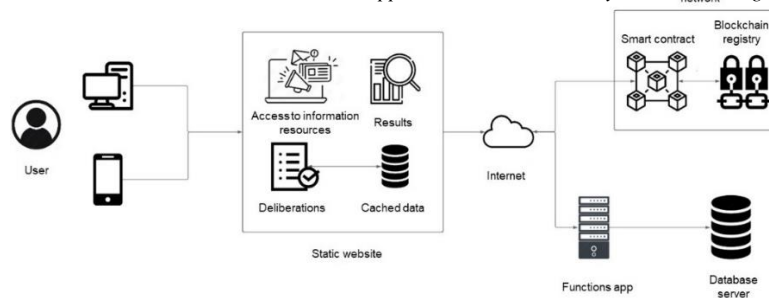 network
Smart contract
Blockchain
registry
Access to information
resources
Results
User
Internet
Deliberations
Cached data
Static website
Functions app
Database
server